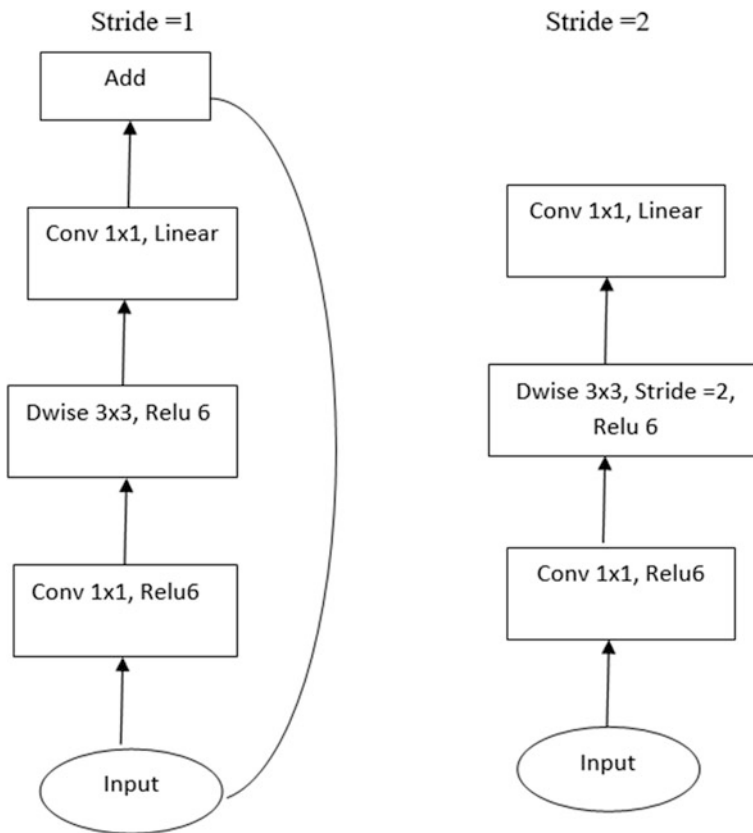 Stride =1
Add
Conv 1x1, Linear
Dwise 3x3, Relu 6
Conv 1x1, Relu6
Input
Stride =2
Conv 1x1, Linear
Dwise 3x3, Stride =2,
Relu 6
Conv 1x1, Relu6
Input